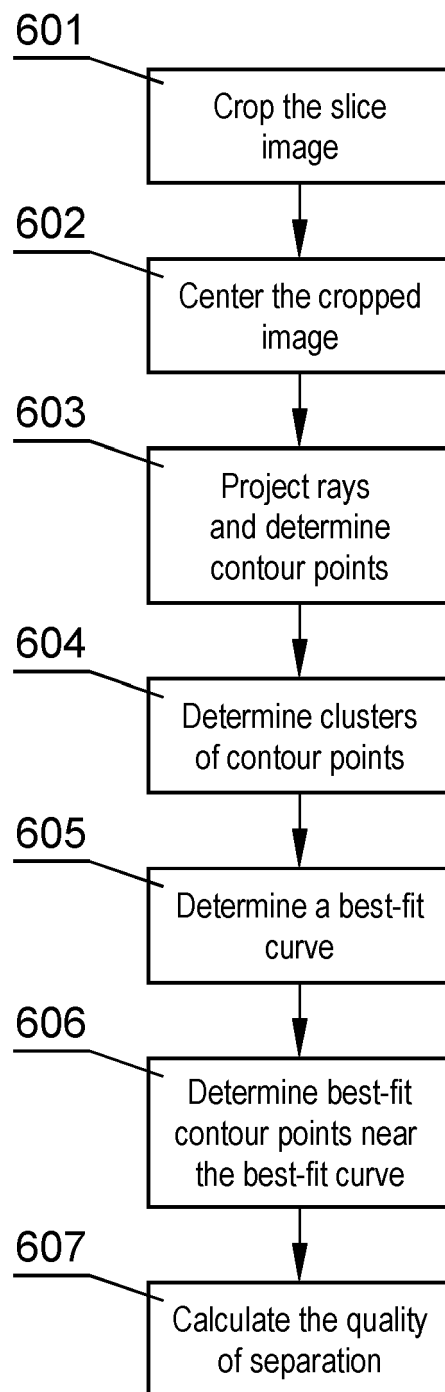 601
Crop the slice
image
602
Center the cropped
image
603
Project rays
and determine
contour points
604
Determine clusters
of contour points
605
Determine a best-fit
curve
606
Determine best-fit
contour points near
the best-fit curve
607
Calculate the quality
of separation